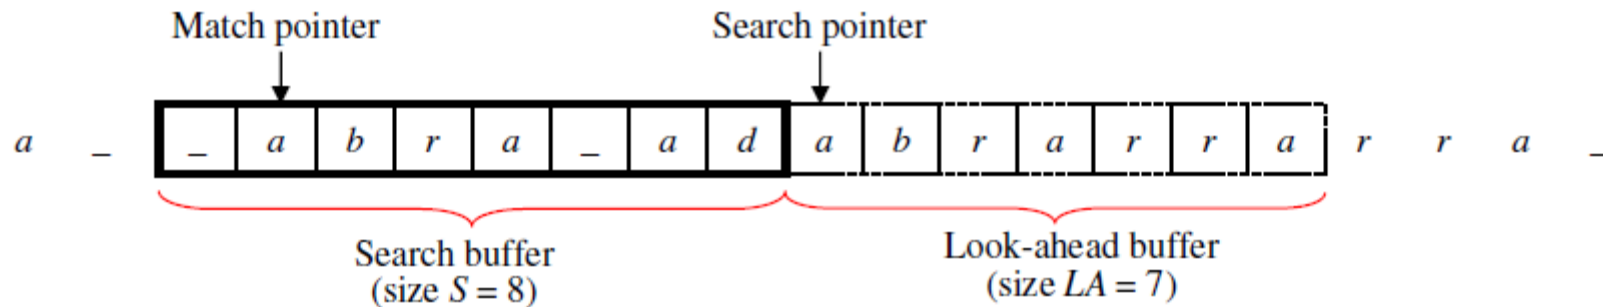 Match pointer Search pointer
a _ _ a b r a _ a d a b r a r r a r r a _
Search buffer Look-ahead buffer
(size S = 8) (size LA = 7)